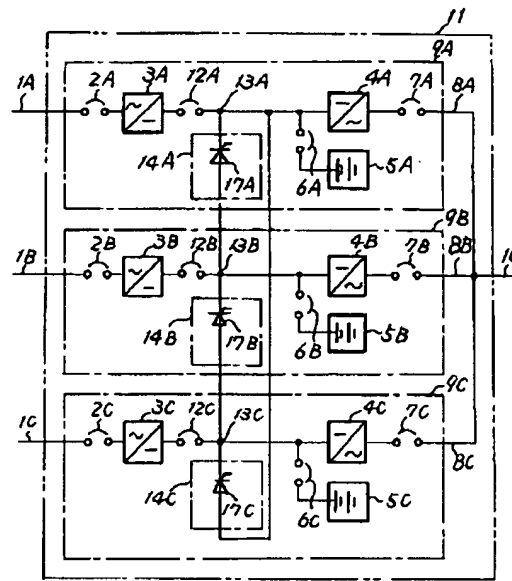 11
9A
1A 2A 3A 12A 13A 4A 7A 8A
14A 17A 6A 5A
9B
1B 2B 3B 12B 13B 4B 7B 8B
14B 17B 6B 5B
9C
1C 2C 3C 12C 13C 4C 7C
8C
14C 17C 6C 5C